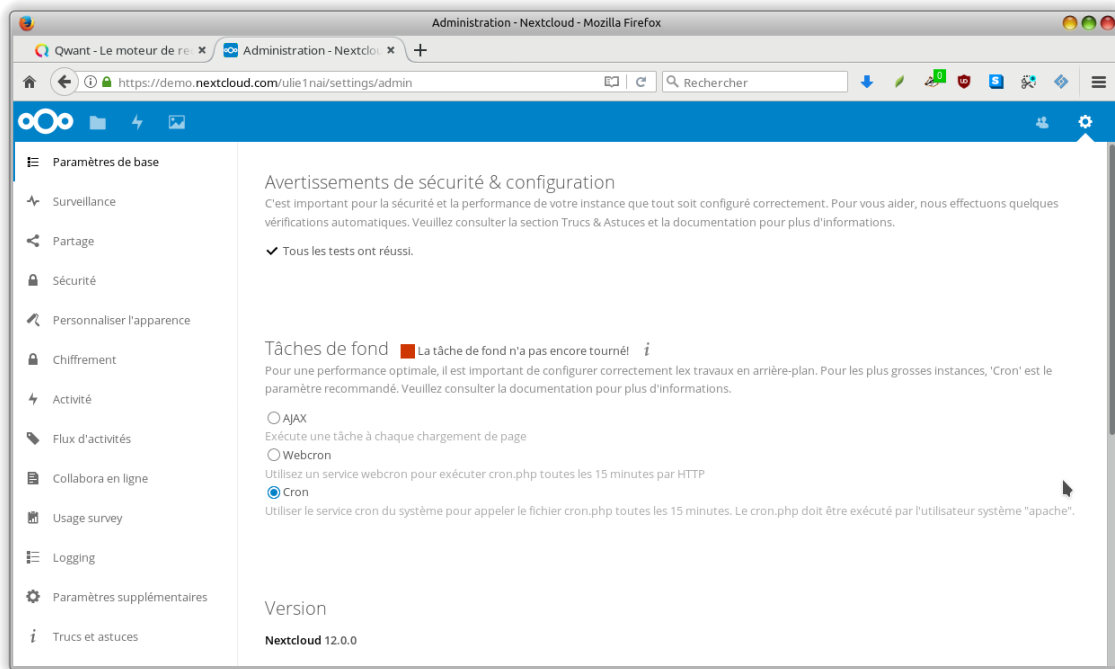 Administration - Nextcloud - Mozilla Firefox
Qwant - Le moteur de re
Administration - Nextclou
https://demo.nextcloud.com/ulie1nai/settings/admin
Rechercher
0
S
Paramètres de base
Surveillance
Partage
Sécurité
Personnaliser l'apparence
Chiffrement
Activité
Flux d'activités
Collabora en ligne
Usage survey
Logging
Paramètres supplémentaires
Trucs et astuces
Avertissements de sécurité & configuration
C'est important pour la sécurité et la performance de votre instance que tout soit configuré correctement. Pour vous aider, nous effectuons quelques
vérifications automatiques. Veuillez consulter la section Trucs & Astuces et la documentation pour plus d'informations.
Tous les tests ont réussi.
Tâches de fond La tâche de fond n'a pas encore tourné! i
Pour une performance optimale, il est important de configurer correctement lex travaux en arrière-plan. Pour les plus grosses instances, 'Cron' est le
paramètre recommandé. Veuillez consulter la documentation pour plus d'informations.
AJAX
Exécute une tâche à chaque chargement de page
Webcron
Utilisez un service webcron pour exécuter cron.php toutes les 15 minutes par HTTP
Cron
Utiliser le service cron du système pour appeler le fichier cron.php toutes les 15 minutes. Le cron.php doit être exécuté par l'utilisateur système "apache".
Version
Nextcloud 12.0.0